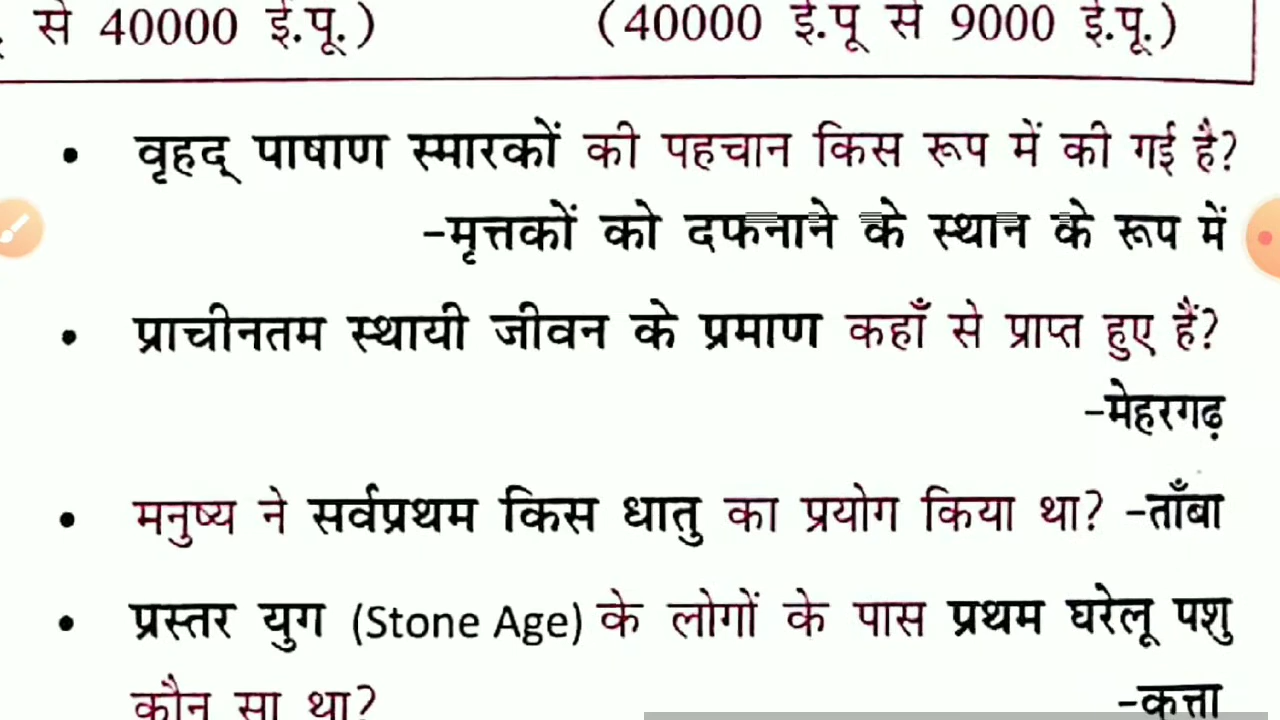 से 40000 ई.पू.) (40000 ई.पू से 9000 ई.पू.)
• वृहद् पाषाण स्मारकों की पहचान किस रूप में की गई है?
-मृत्तकों को दफनाने के स्थान के रूप में
• प्राचीनतम स्थायी जीवन के प्रमाण कहाँ से प्राप्त हुए हैं?
-मेहरगढ़
• मनुष्य ने सर्वप्रथम किस धातु का प्रयोग किया था? -ताँबा
• प्रस्तर युग (Stone Age) के लोगों के पास प्रथम घरेलू पशु
कौन सा था? -कुत्ता